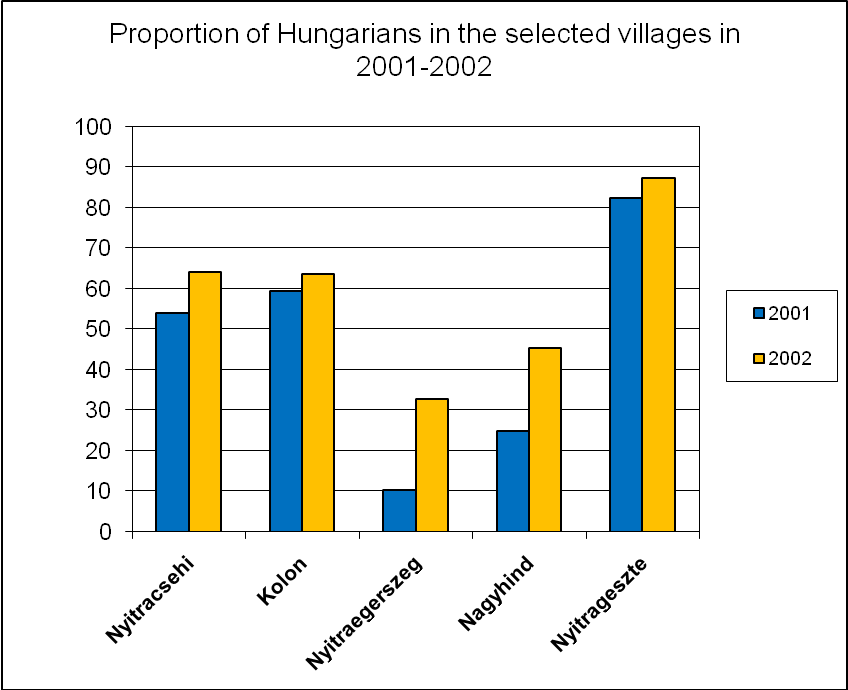 Proportion of Hungarians in the selected villages in
2001-2002
100
90
80
70
60
50
40
30
20
10
0
Nyitracsehi
Kolon
Nyitraegerszeg
Nagyhind
Nyitrageszte
2001
2002